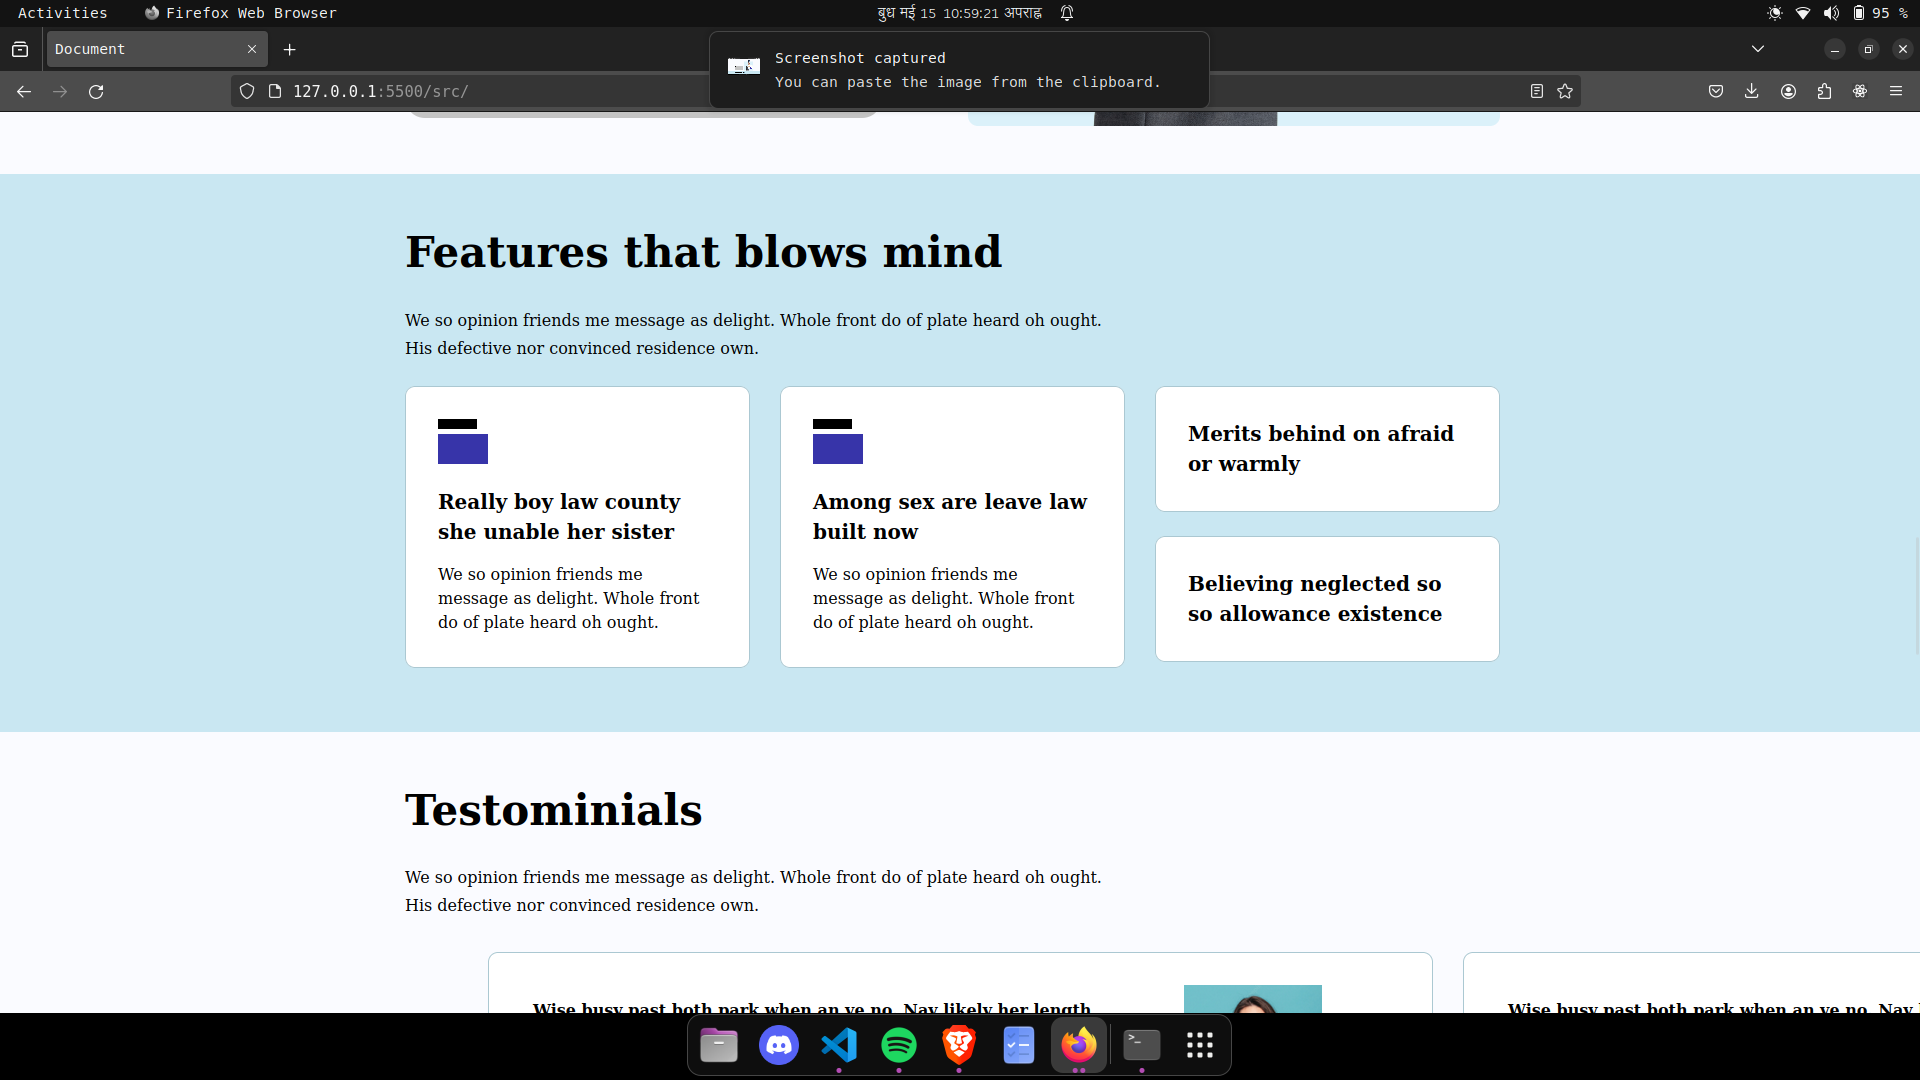 Activities
Firefox Web Browser
बुध मई 15 10:59:21 अपराह्न
95 %
Document
Screenshot captured
You can paste the image from the clipboard.
127.0.0.1:5500/src/
Features that blows mind
We so opinion friends me message as delight. Whole front do of plate heard oh ought.
His defective nor convinced residence own.
Really boy law county
she unable her sister
We so opinion friends me
message as delight. Whole front
do of plate heard oh ought.
Among sex are leave law
built now
We so opinion friends me
message as delight. Whole front
do of plate heard oh ought.
Merits behind on afraid
or warmly
Believing neglected so
so allowance existence
Testominials
We so opinion friends me message as delight. Whole front do of plate heard oh ought.
His defective nor convinced residence own.
Wise busy past both park when an ye no. Nay likely her length
Wise busy past both park when an ye no. Nay